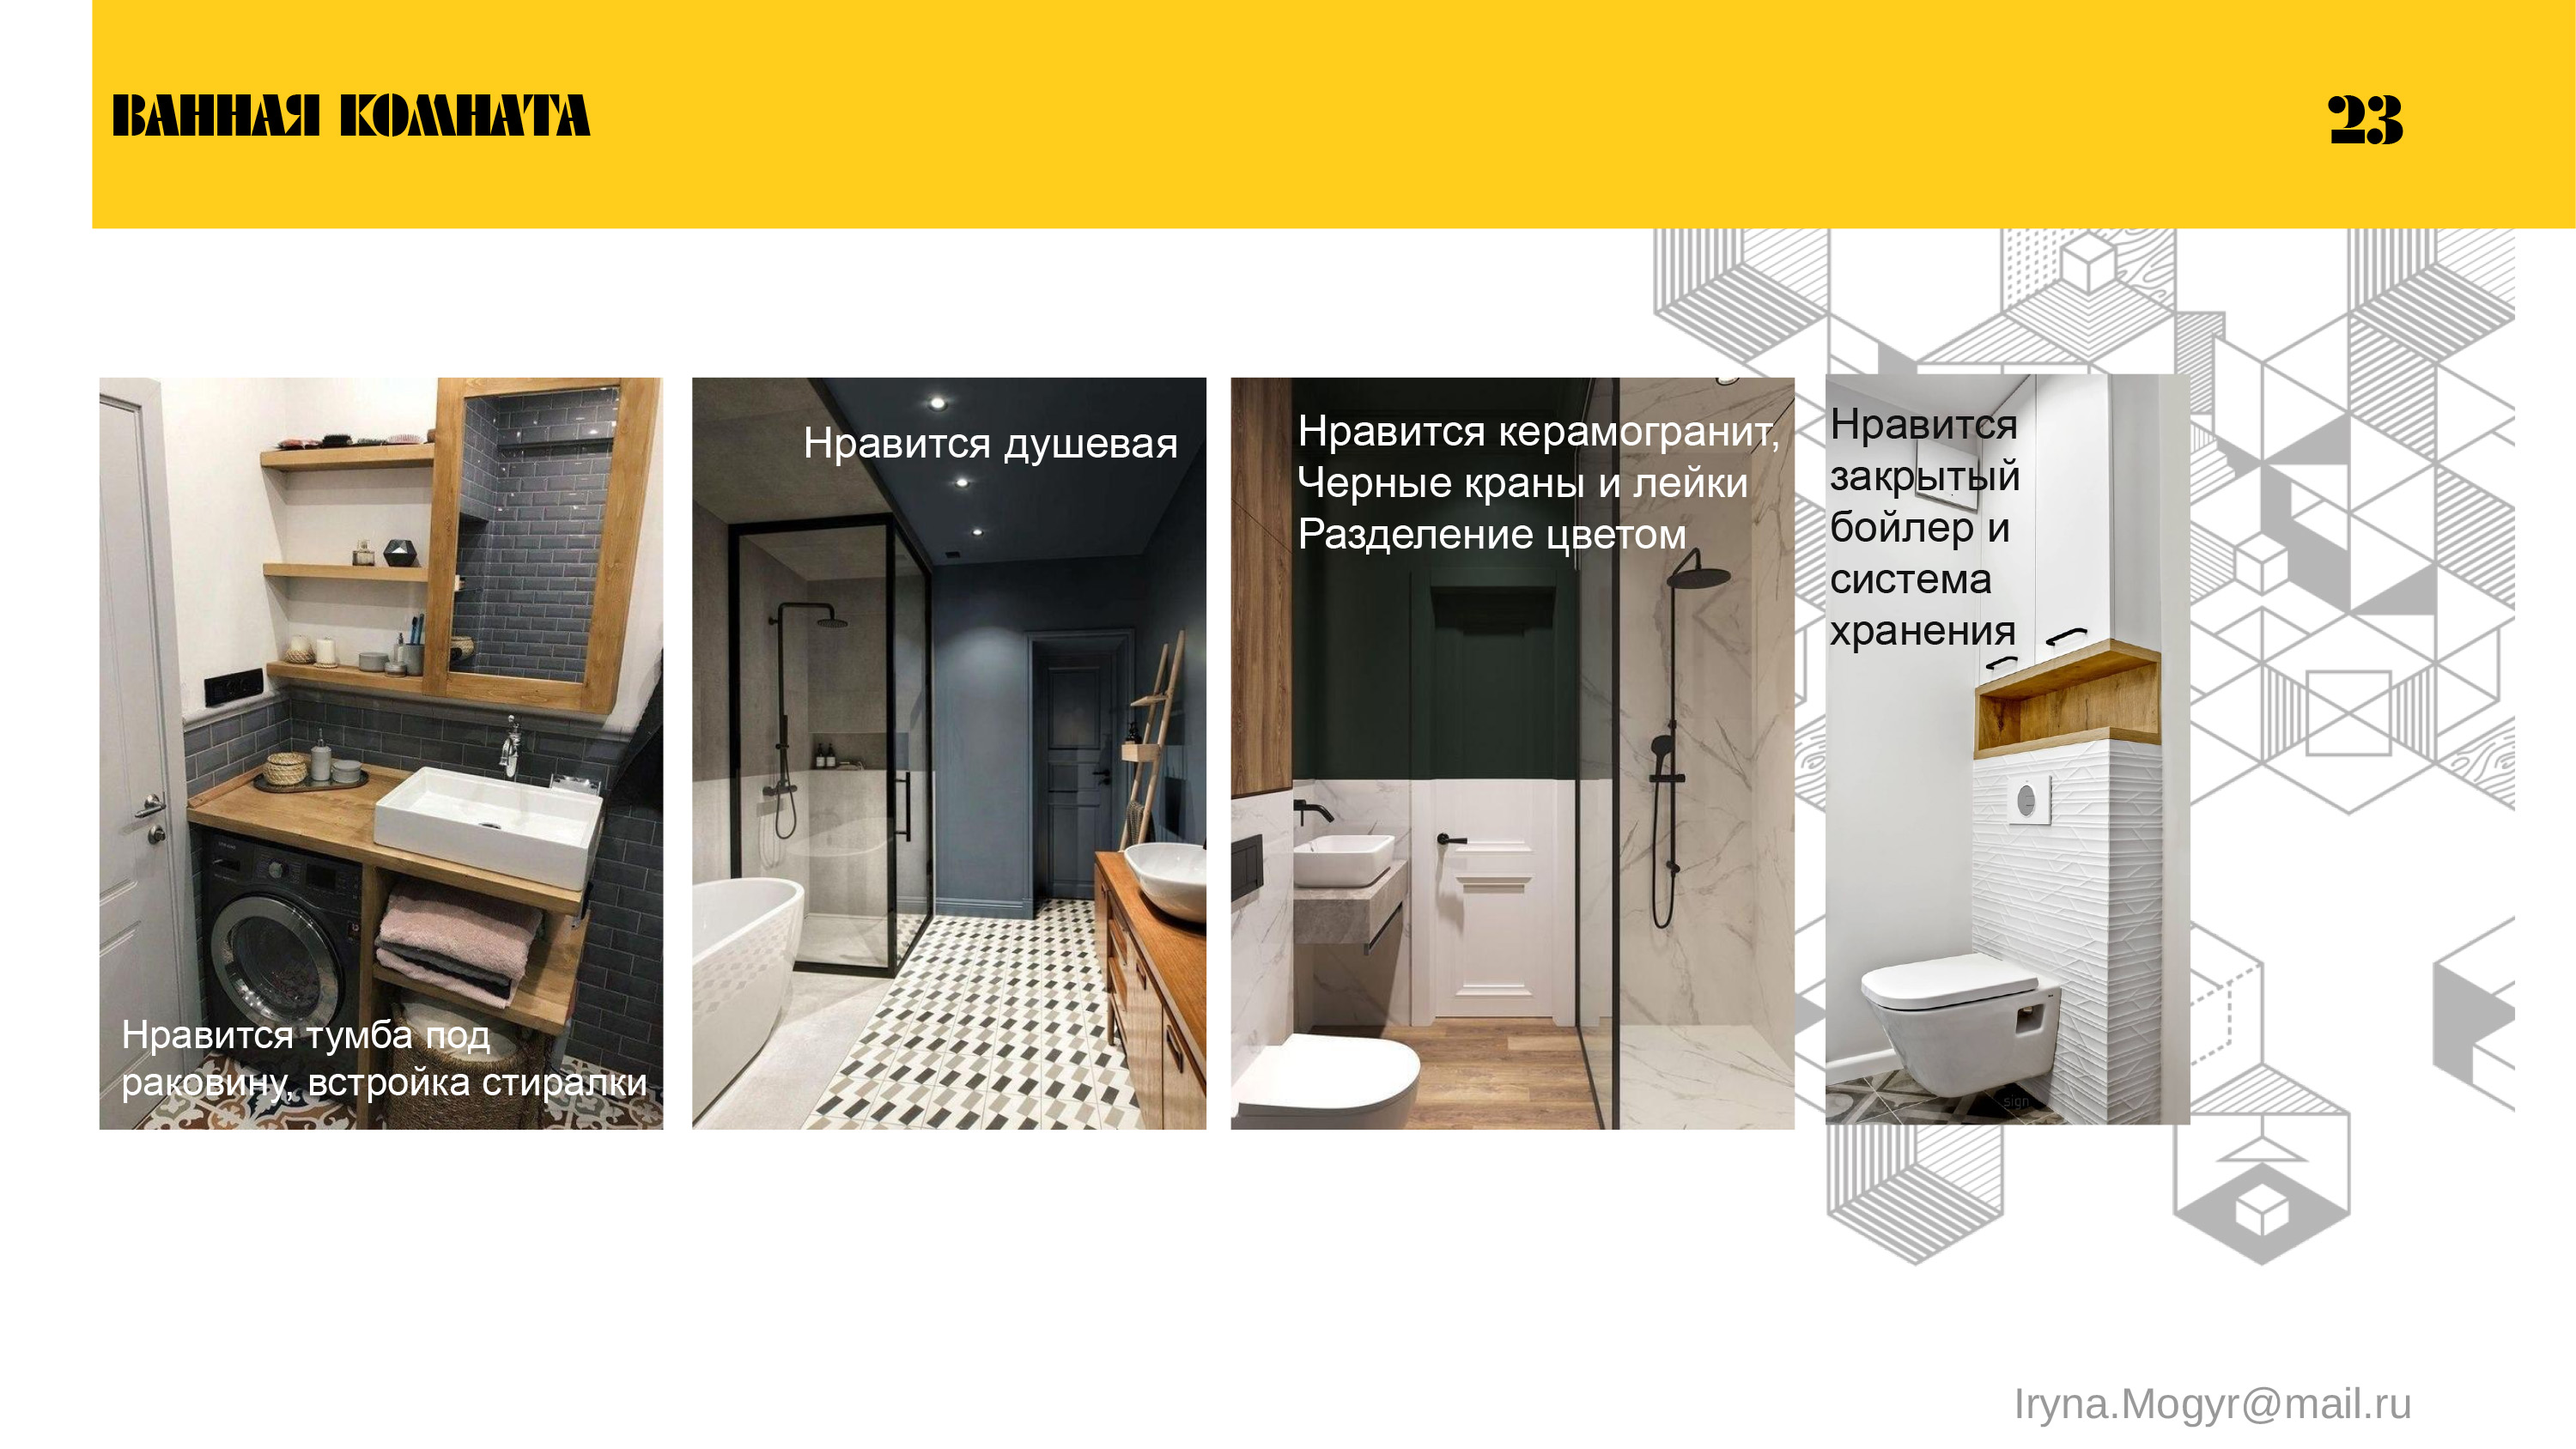 ВАННАЯ КОМНАТА
23
Нравится тумба под
раковину, встройка стиралки
Нравится душевая
Нравится керамогранит,
Черные краны и лейки
Разделение цветом
Нравится
закрытый
бойлер и
система
хранения
sign
Iryna.Mogyr@mail.ru